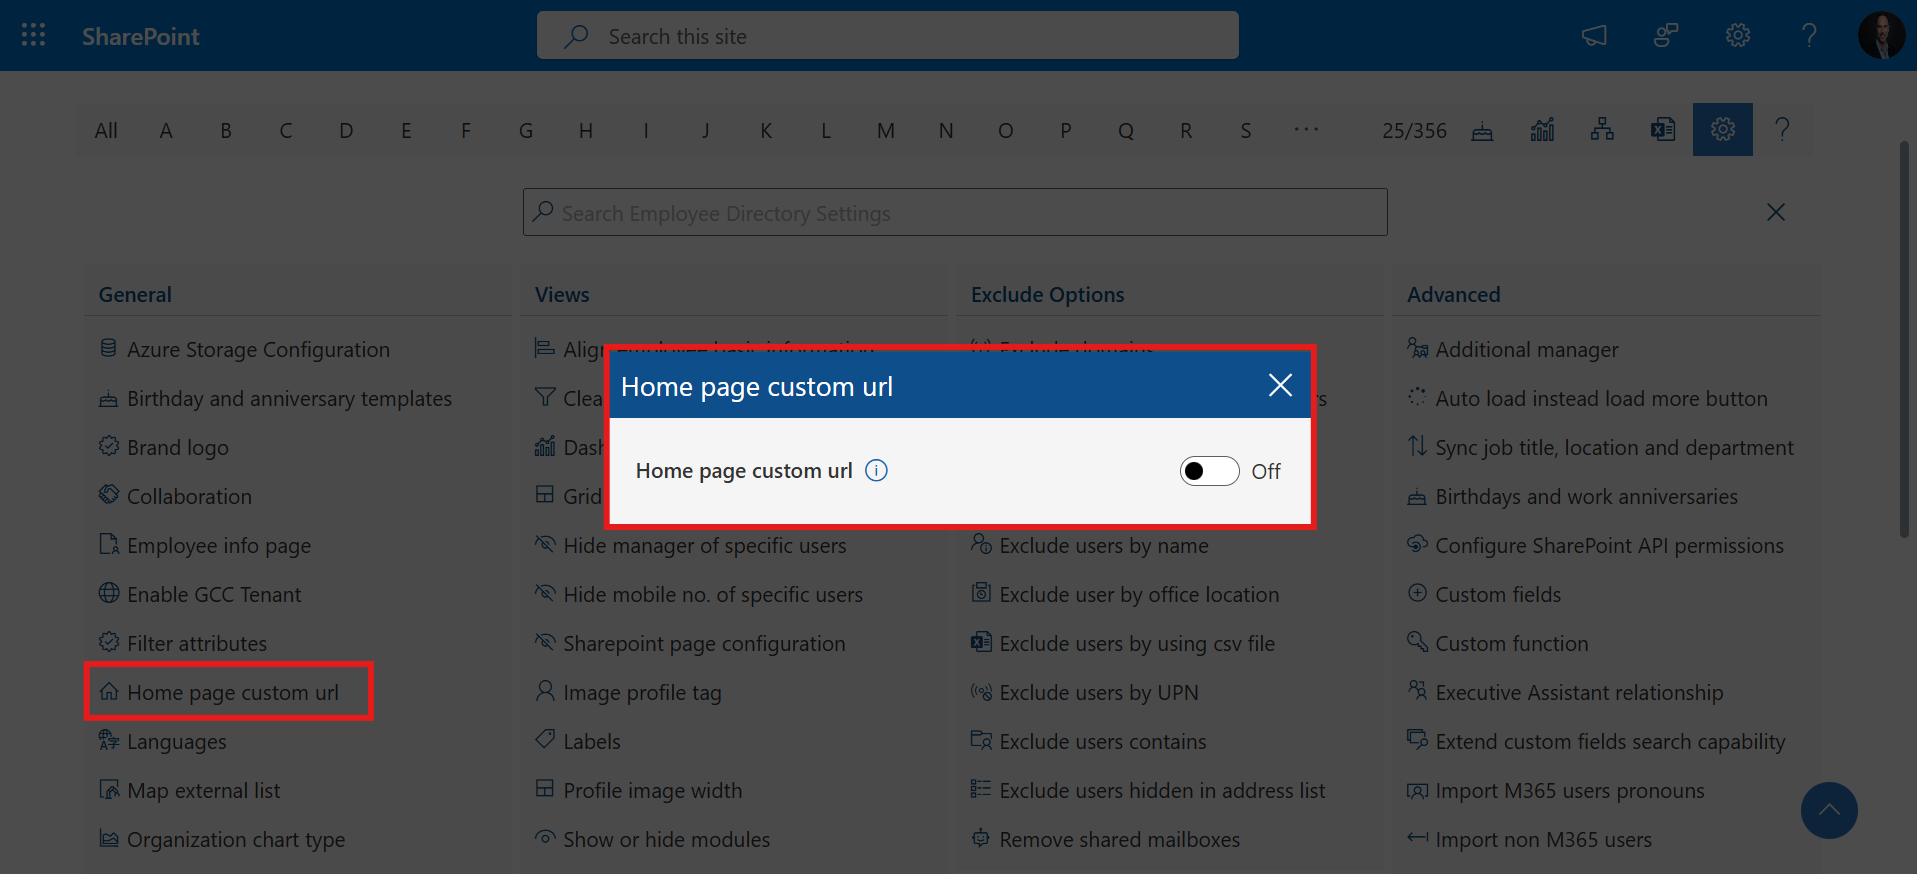 SharePoint
Search this site
All A B C D E F G H I J K L M N O P Q R S ... 25/356
Search Employee Directory Settings
General
Azure Storage Configuration
Birthday and anniversary templates
Brand logo
Collaboration
Employee info page
Enable GCC Tenant
Filter attributes
Home page custom url
Languages
Map external list
Organization chart type
Views
Align employee basic information
Clea
Dash
Grid
Hide manager of specific users
Hide mobile no. of specific users
Sharepoint page configuration
Image profile tag
Labels
Profile image width
Show or hide modules
Exclude Options
Exclude domains
Exclude users by name
Exclude user by office location
Exclude users by using csv file
Exclude users by UPN
Exclude users contains
Exclude users hidden in address list
Remove shared mailboxes
Advanced
Additional manager
Auto load instead load more button
Sync job title, location and department
Birthdays and work anniversaries
Configure SharePoint API permissions
Custom fields
Custom function
Executive Assistant relationship
Extend custom fields search capability
Import M365 users pronouns
Import non M365 users
Home page custom url
Home page custom url
Off